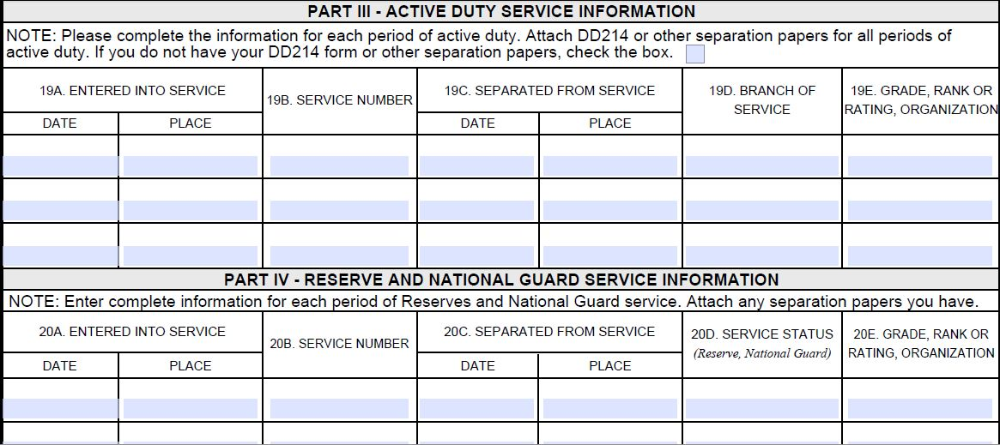 PART III - ACTIVE DUTY SERVICE INFORMATION
NOTE: Please complete the information for each period of active duty. Attach DD214 or other separation papers for all periods of
active duty. If you do not have your DD214 form or other separation papers, check the box.
19A. ENTERED INTO SERVICE
19B. SERVICE NUMBER
19C. SEPARATED FROM SERVICE
19D. BRANCH OF
SERVICE
19E. GRADE, RANK OR
RATING, ORGANIZATION
DATE
PLACE
DATE
PLACE
PART IV - RESERVE AND NATIONAL GUARD SERVICE INFORMATION
NOTE: Enter complete information for each period of Reserves and National Guard service. Attach any separation papers you have.
20A. ENTERED INTO SERVICE
20B. SERVICE NUMBER
20C. SEPARATED FROM SERVICE
20D. SERVICE STATUS
(Reserve, National Guard)
20E. GRADE, RANK OR
RATING, ORGANIZATION
DATE
PLACE
DATE
PLACE